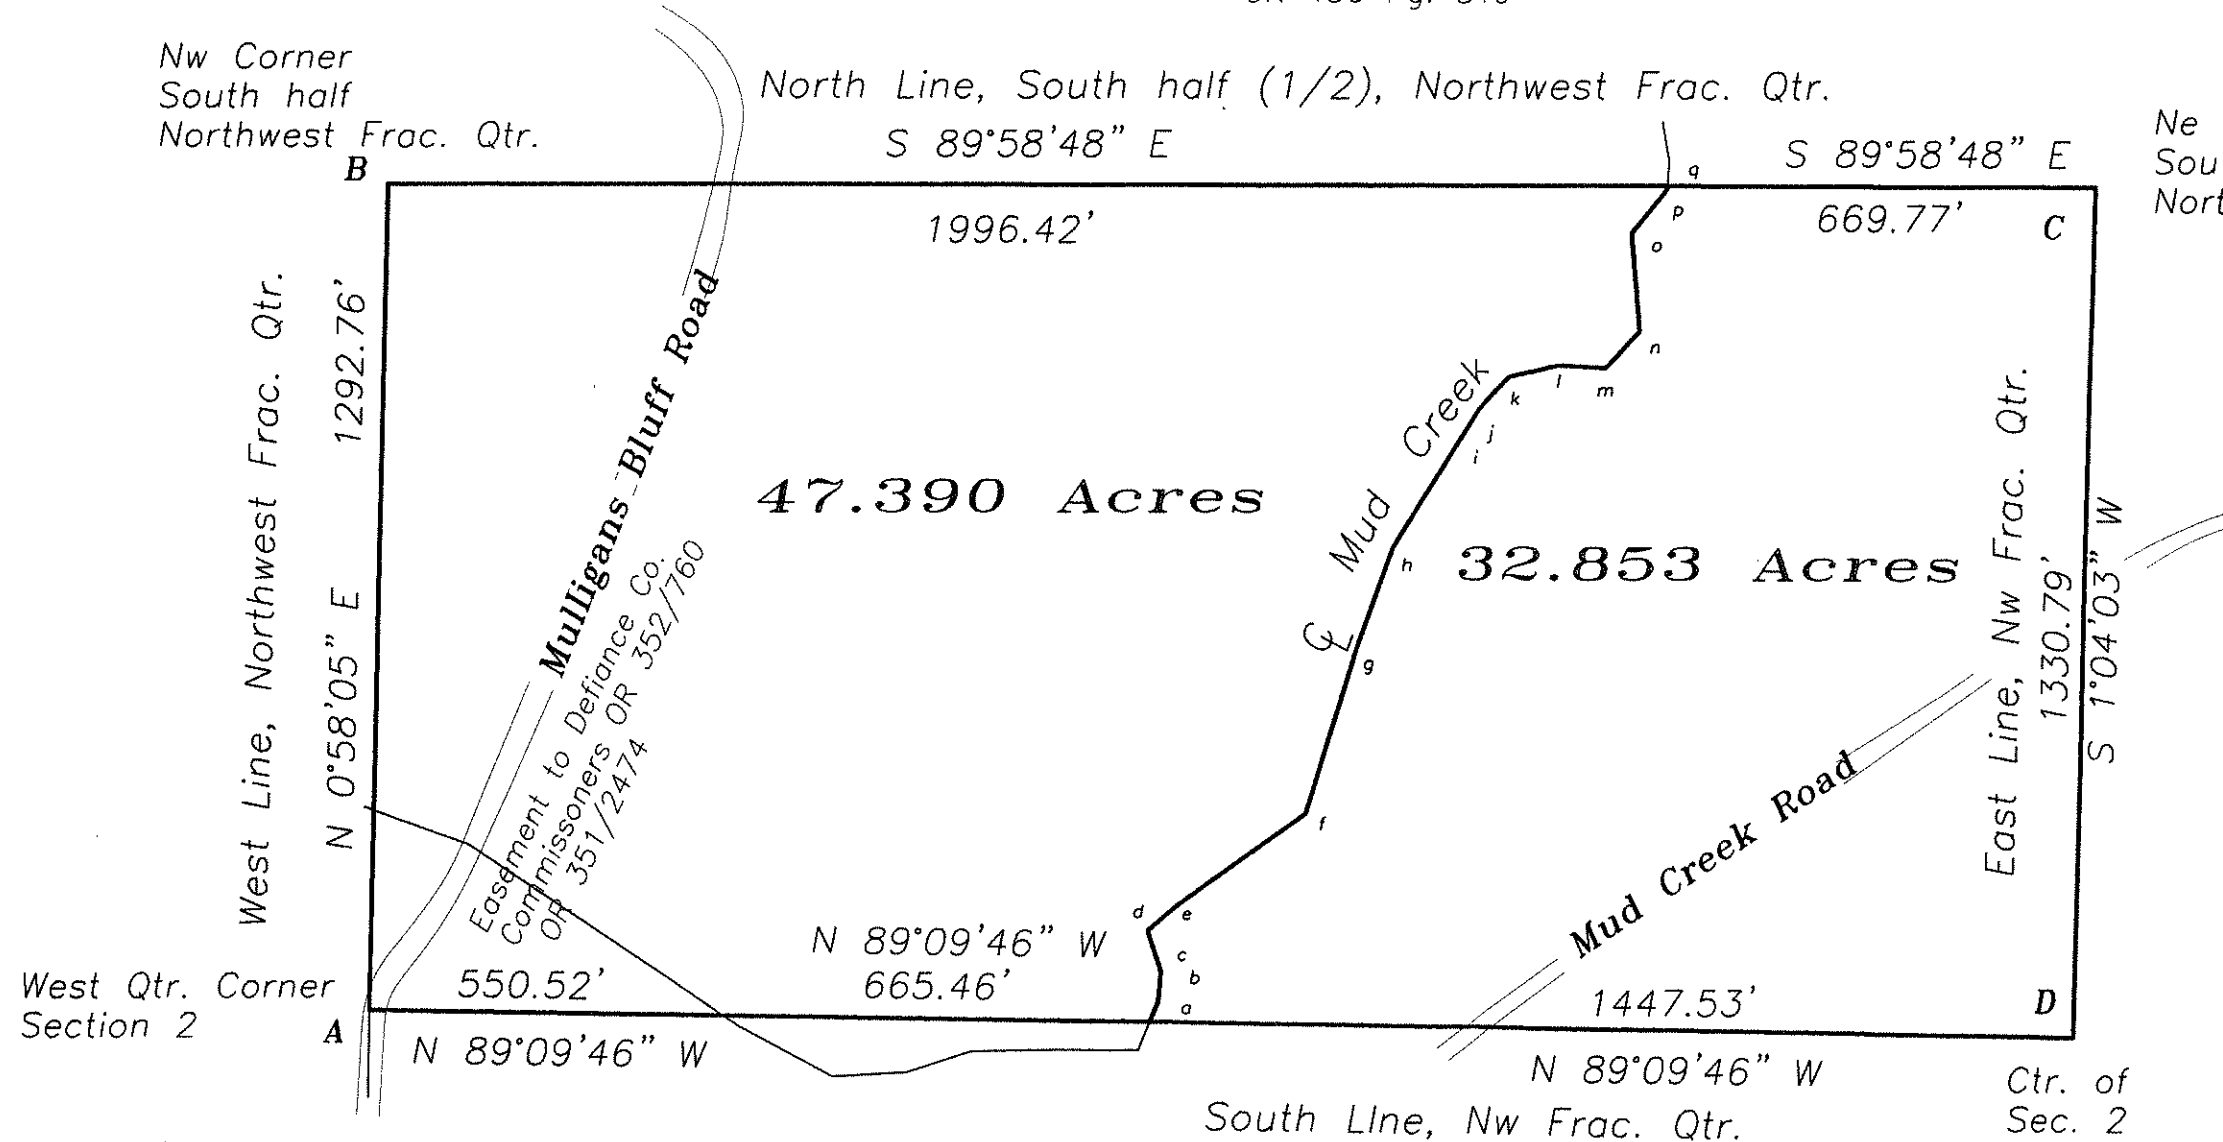 Nw Corner
South half
Northwest Frac. Qtr.
B
North Line, South half (1/2), Northwest Frac. Qtr.
S 89°58'48" E
1996.42'
q
p
S 89°58'48" E
669.77'
C
Ne
Sou
Nort
West Line, Northwest Frac. Qtr.
N 0°58'05" E 1292.76'
Mulligans Bluff Road
Easement to Defiance Co.
Commissoners OR 352/760
OR 351/2474
47.390 Acres
Mud Creek
o
n
m
l
k
j
i
h
g
f
e
d
c
b
a
32.853 Acres
East Line, Nw Frac. Qtr.
1330.79'
S 1°04'03" W
Mud Creek Road
West Qtr. Corner
Section 2
A
550.52'
N 89°09'46" W
N 89°09'46" W
665.46'
1447.53'
N 89°09'46" W
D
South LIne, Nw Frac. Qtr.
Ctr. of
Sec. 2